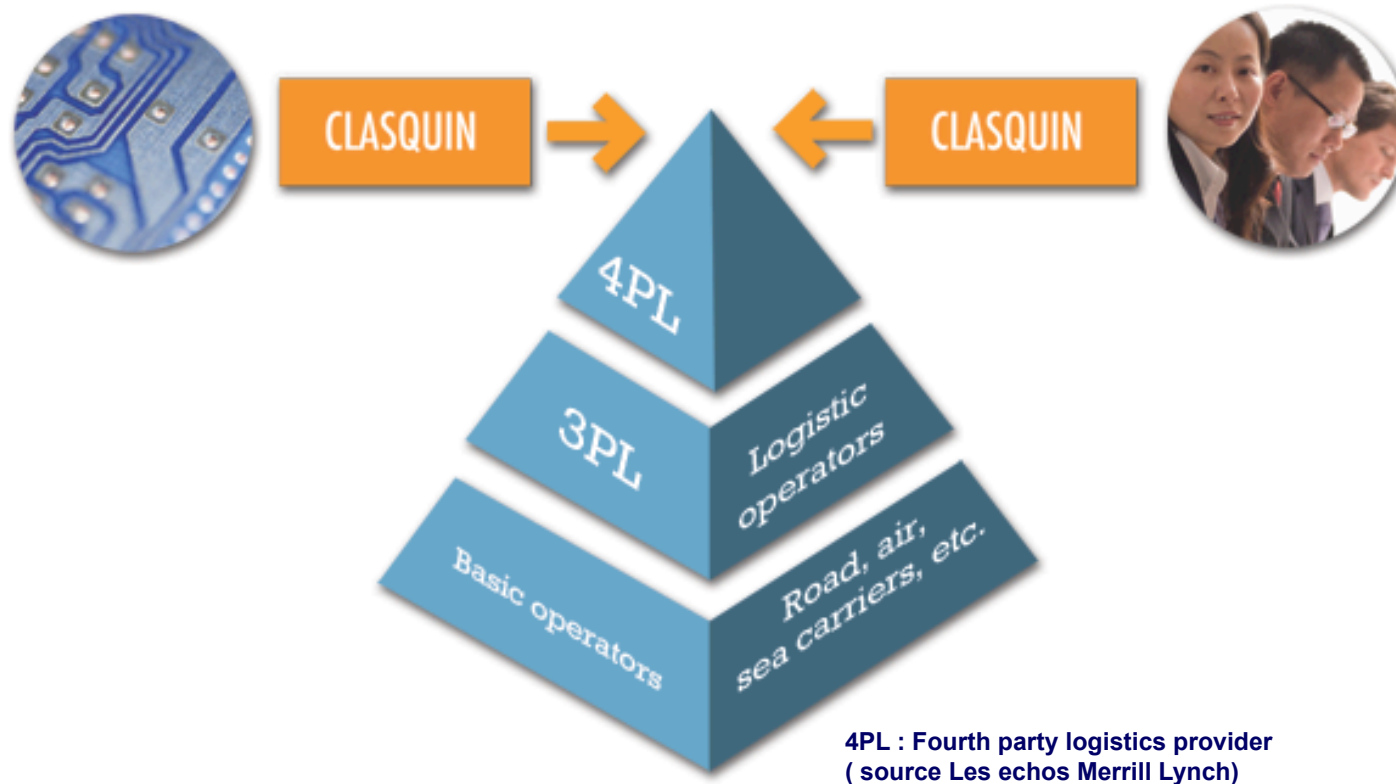 CLASQUIN
CLASQUIN
4PL
3PL
Logistic
operators
Basic operators
Road, air,
sea carriers, etc.
4PL : Fourth party logistics provider
( source Les echos Merrill Lynch)